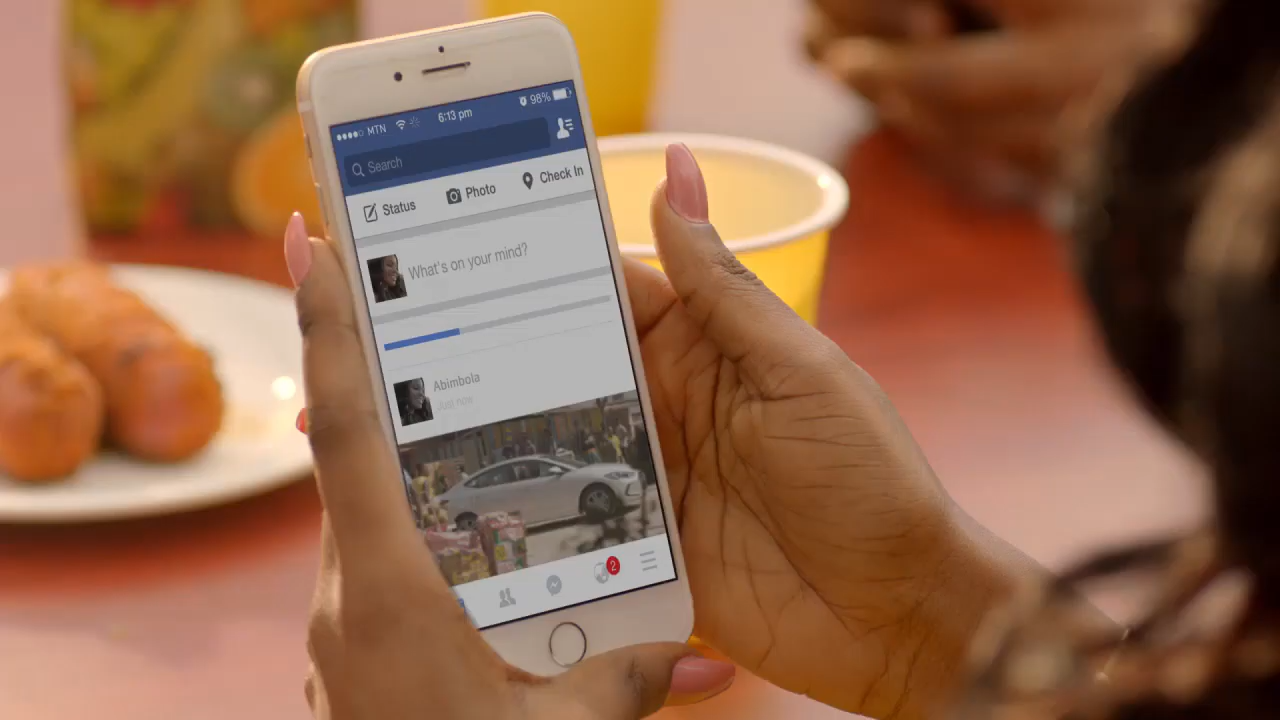 MTN 6:13 pm 98%
Search
Status Photo Check In
What's on your mind?
Abimbola
Just now
2